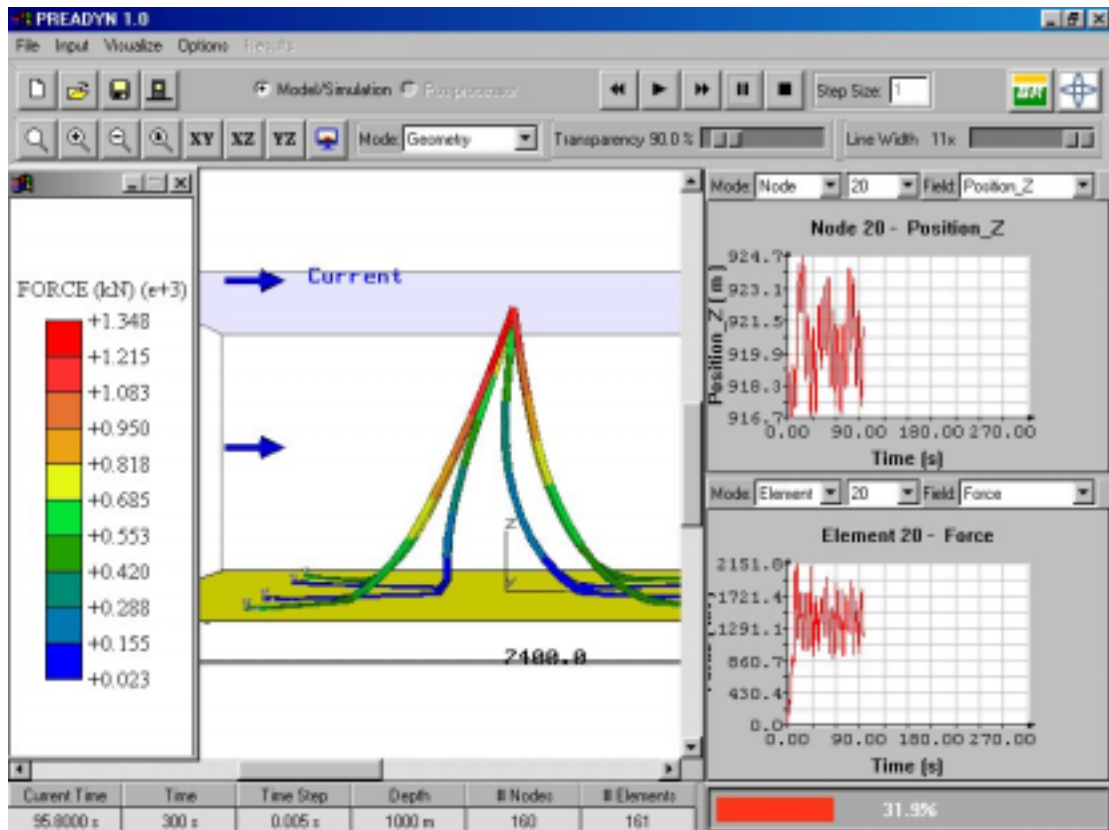 PREADYN 1.0
File Input Visualize Options Results
Model/Simulation Postprocessor Step Size: 1
XY XZ YZ Mode: Geometry Transparency 90.0 % Line Width 11x
FORCE (kN) (e+3)
+1.348
+1.215
+1.083
+0.950
+0.818
+0.685
+0.553
+0.420
+0.288
+0.155
+0.023
Current
Z
2400.0
Mode: Node 20 Field: Position_Z
Node 20 - Position_Z
Position_Z [m]
924.7
923.1
921.5
919.9
918.3
916.7
0.00 90.00 180.00 270.00
Time (s)
Mode: Element 20 Field: Force
Element 20 - Force
2151.8
1721.4
1291.1
860.7
430.4
0.0
0.00 90.00 180.00 270.00
Time (s)
Current Time Time Time Step Depth # Nodes # Elements
95.8000 s 300 s 0.005 s 1000 m 160 161
31.9%